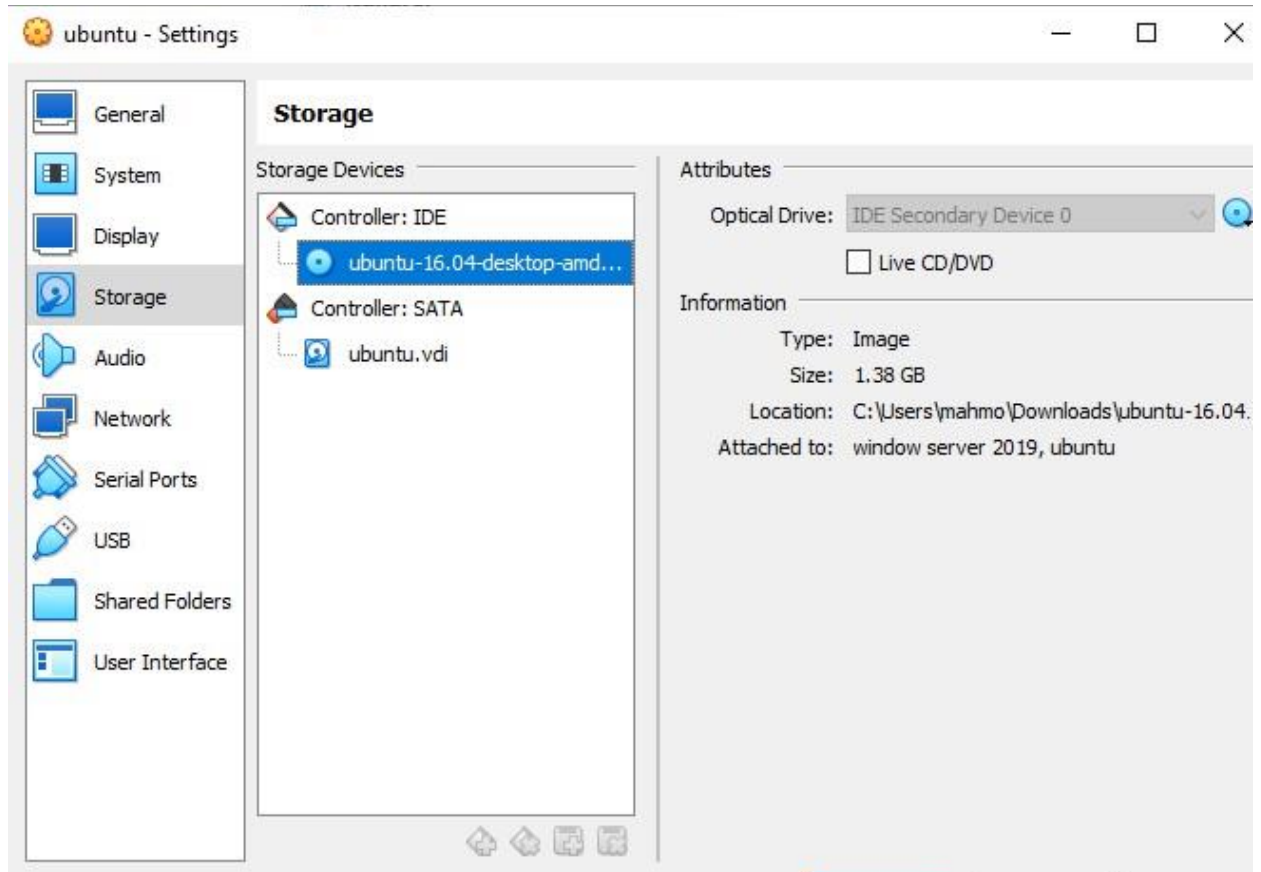 ubuntu - Settings
General
System
Display
Storage
Audio
Network
Serial Ports
USB
Shared Folders
User Interface
Storage
Storage Devices
Controller: IDE
ubuntu-16.04-desktop-amd...
Controller: SATA
ubuntu.vdi
Attributes
Optical Drive: IDE Secondary Device 0
Live CD/DVD
Information
Type: Image
Size: 1.38 GB
Location: C:\Users\mahmo\Downloads\ubuntu-16.04.
Attached to: window server 2019, ubuntu